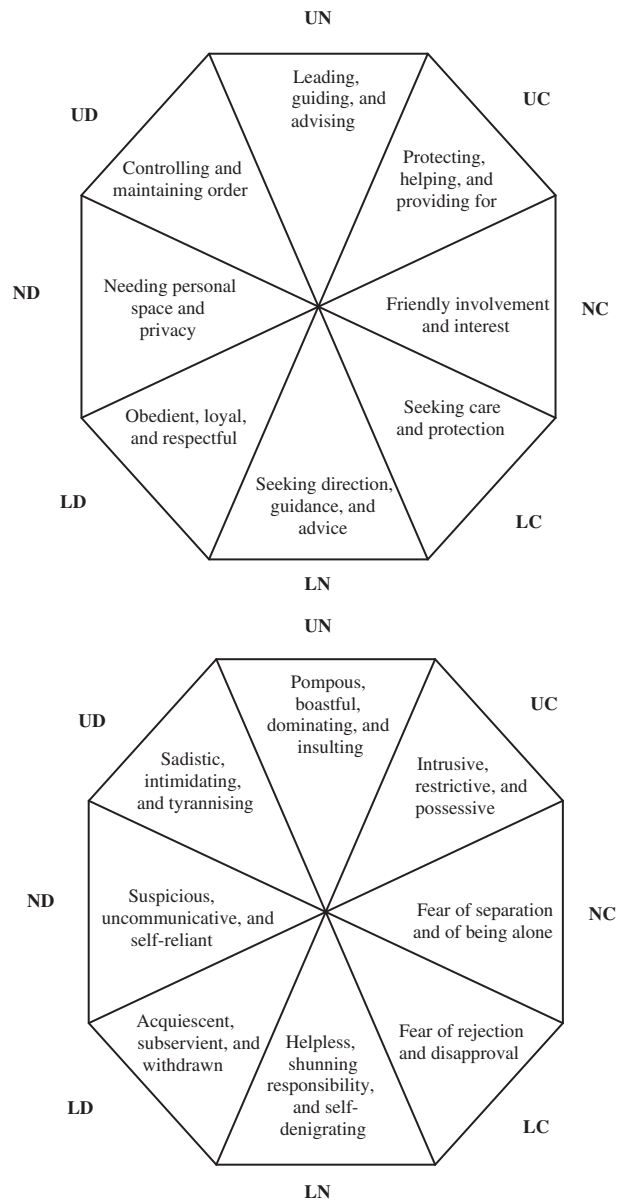 UN
Leading,
guiding, and
advising
UD
UC
Controlling and
maintaining order
Protecting,
helping, and
providing for
ND
Needing personal
space and
privacy
Friendly involvement
and interest
NC
Obedient, loyal,
and respectful
Seeking care
and protection
Seeking direction,
guidance, and
advice
LD
LC
LN
UN
Pompous,
boastful,
dominating, and
insulting
UD
UC
Sadistic,
intimidating,
and tyrannising
Intrusive,
restrictive, and
possessive
ND
Suspicious,
uncommunicative, and
self-reliant
Fear of separation
and of being alone
NC
Acquiescent,
subservient, and
withdrawn
Helpless,
shunning
responsibility,
and self-
denigrating
Fear of rejection
and disapproval
LD
LC
LN